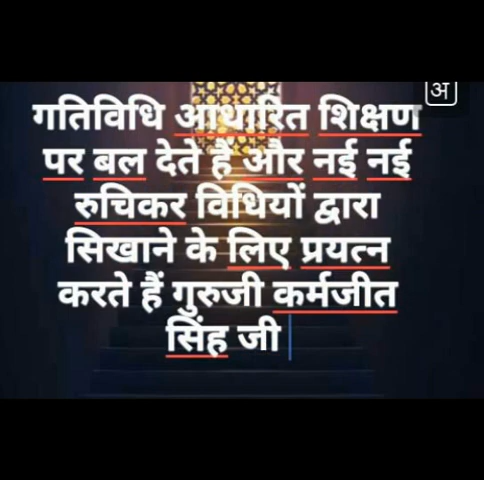 अ
गतिविधि आधारित शिक्षण
पर बल देते है और नई नई
रुचिकर विधियों द्वारा
सिखाने के लिए प्रयत्न
करते हैं गुरुजी कर्मजीत
सिंह जी